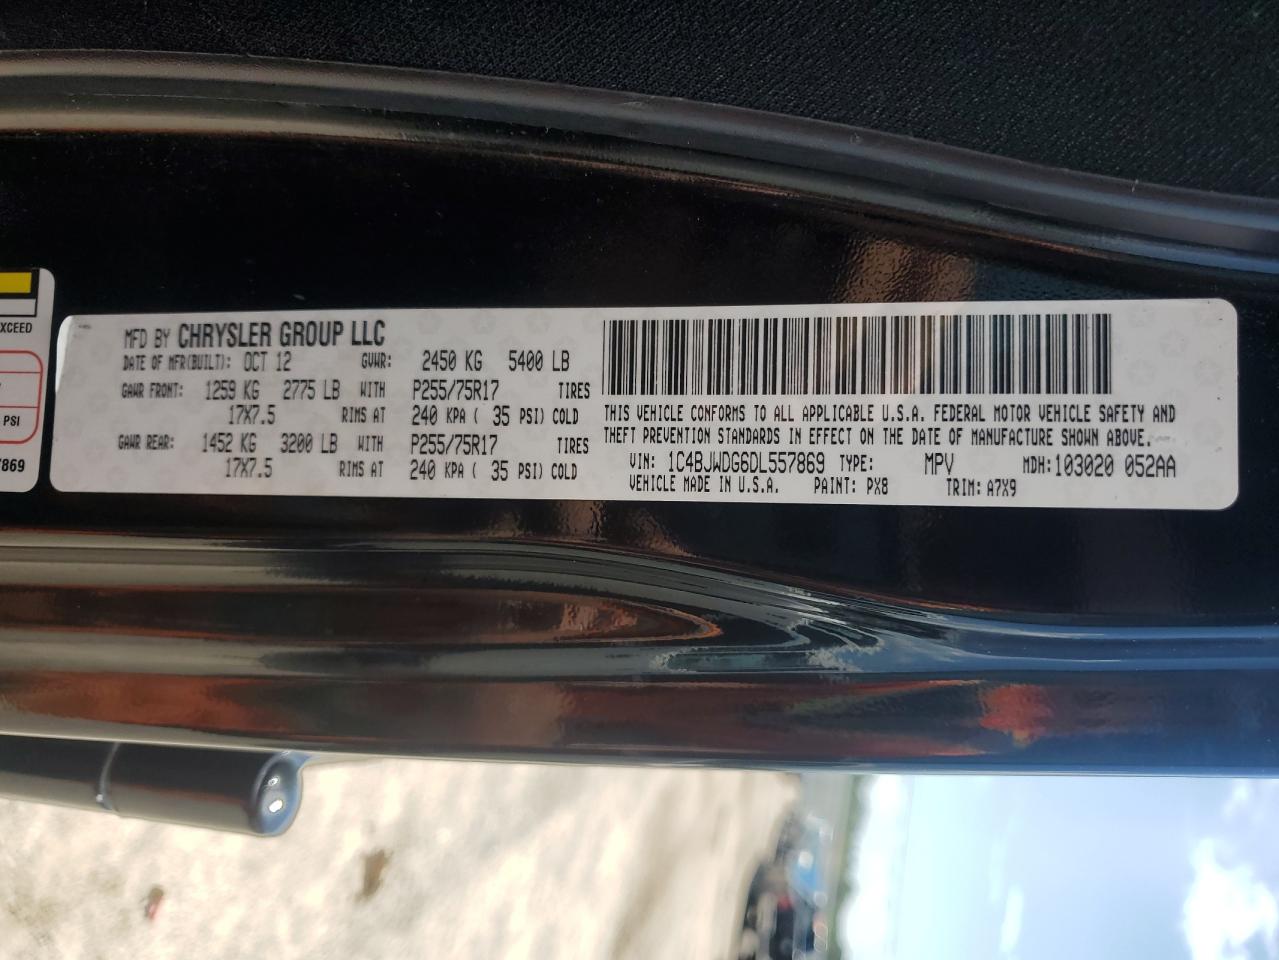 XCEED
PSI
7869
MFD BY CHRYSLER GROUP LLC
DATE OF MFR(BUILT): OCT 12 GVWR: 2450 KG 5400 LB
GAWR FRONT: 1259 KG 2775 LB WITH P255/75R17 TIRES
17X7.5 RIMS AT 240 KPA ( 35 PSI) COLD
GAWR REAR: 1452 KG 3200 LB WITH P255/75R17 TIRES
17X7.5 RIMS AT 240 KPA ( 35 PSI) COLD
THIS VEHICLE CONFORMS TO ALL APPLICABLE U.S.A. FEDERAL MOTOR VEHICLE SAFETY AND
THEFT PREVENTION STANDARDS IN EFFECT ON THE DATE OF MANUFACTURE SHOWN ABOVE.
VIN: 1C4BJWDG6DL557869 TYPE: MPV MDH: 103020 052AA
VEHICLE MADE IN U.S.A. PAINT: PX8 TRIM: A7X9